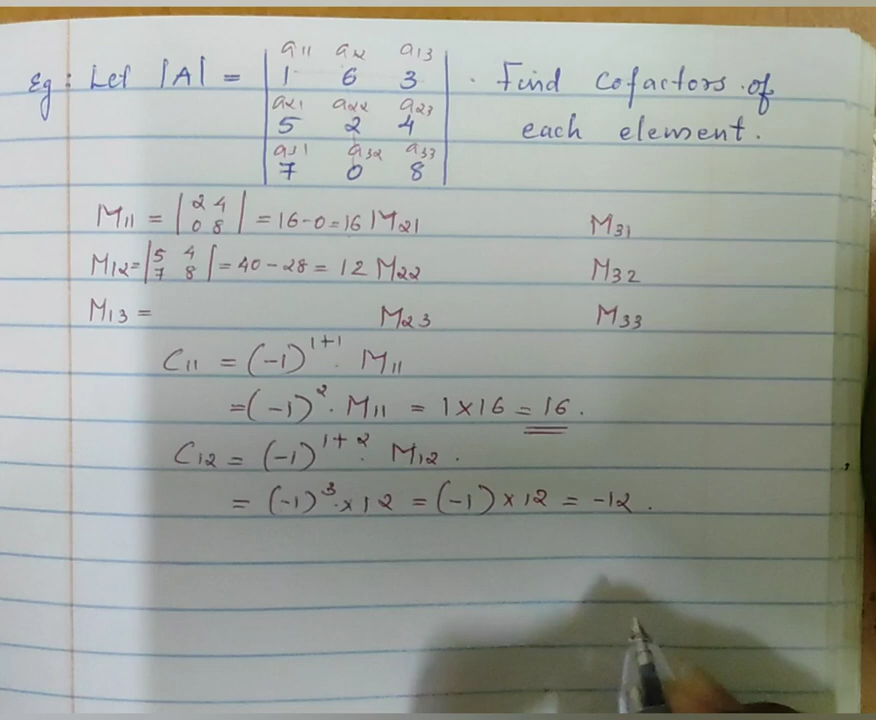 a11 a12 a13
Eg: Let |A| = | 1 6 3 | . Find cofactors of
a21 a22 a23
5 2 4 each element.
a31 a32 a33
7 0 8
M11 = | 2 4 0 8 | = 16-0=16 M21 M31
M12= | 5 4 7 8 | = 40-28 = 12 M22 M32
M13 = M23 M33
C11 = (-1)^1+1 . M11
=(-1)^2 . M11 = 1×16 = 16.
C12 = (-1)^1+2 . M12.
= (-1)^3 . × 12 = (-1) × 12 = -12.